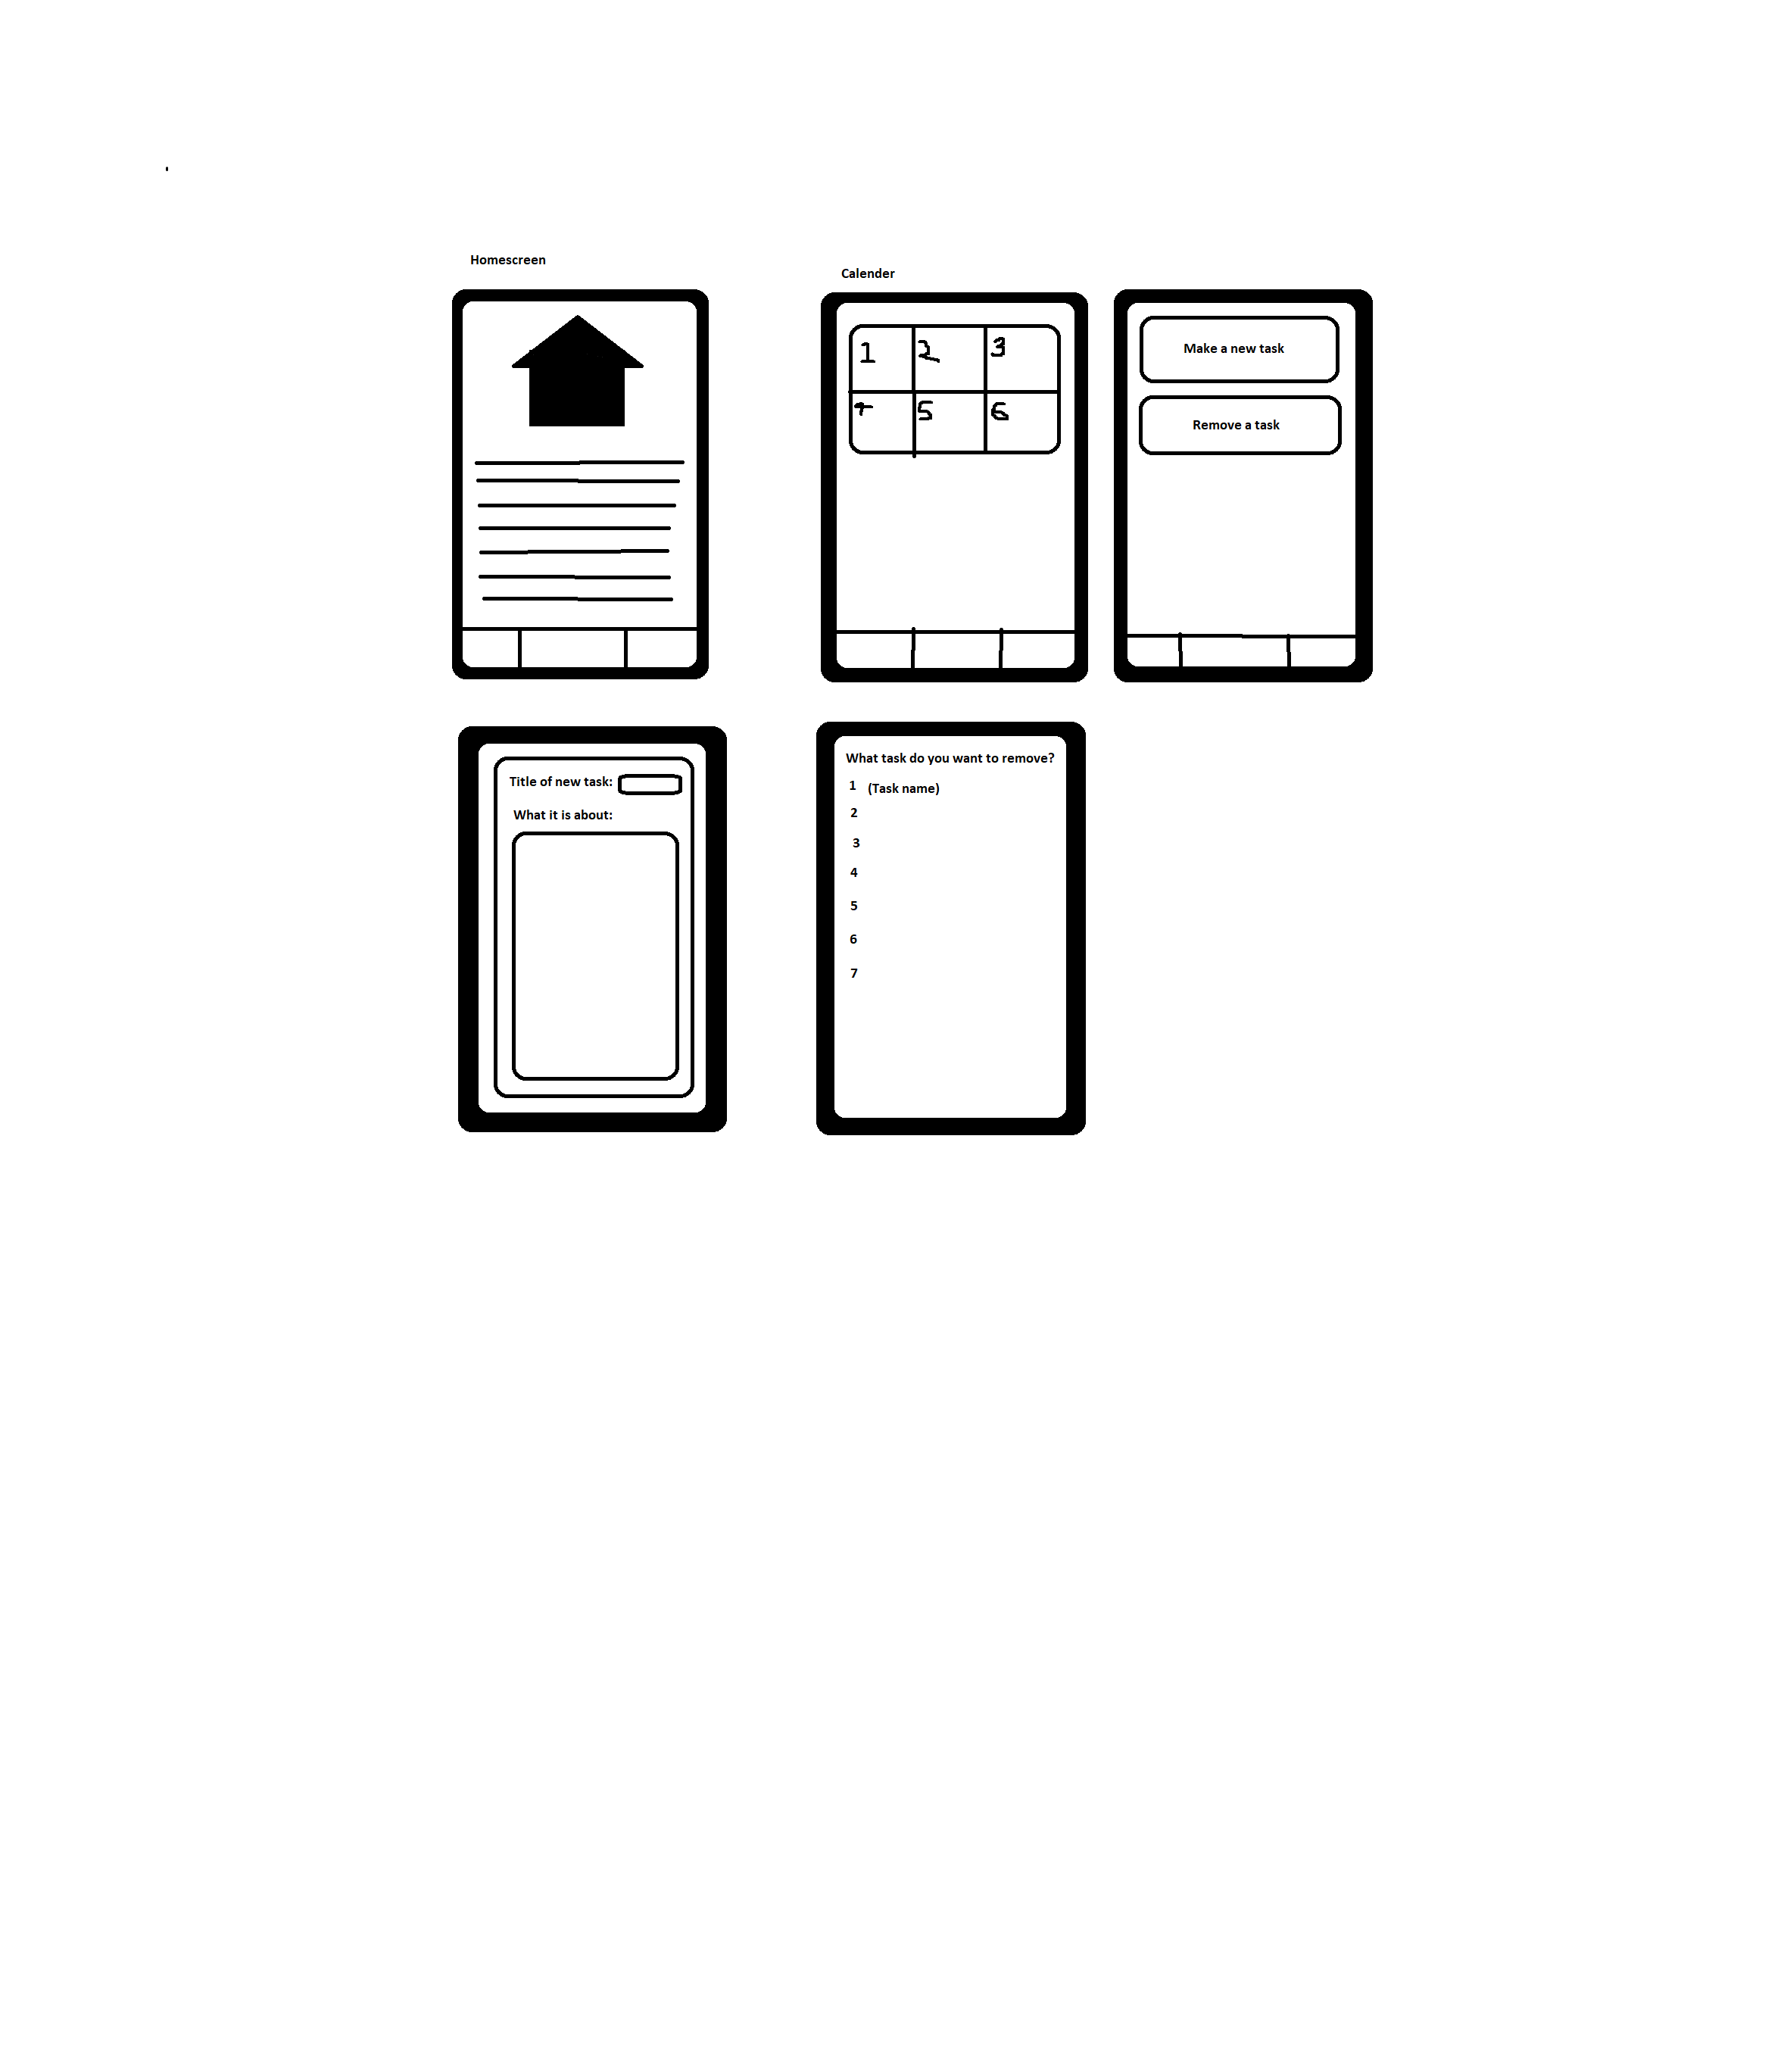 Homescreen
Calender
1 2 3
4 5 6
Make a new task
Remove a task
Title of new task:
What it is about:
What task do you want to remove?
1 (Task name)
2
3
4
5
6
7